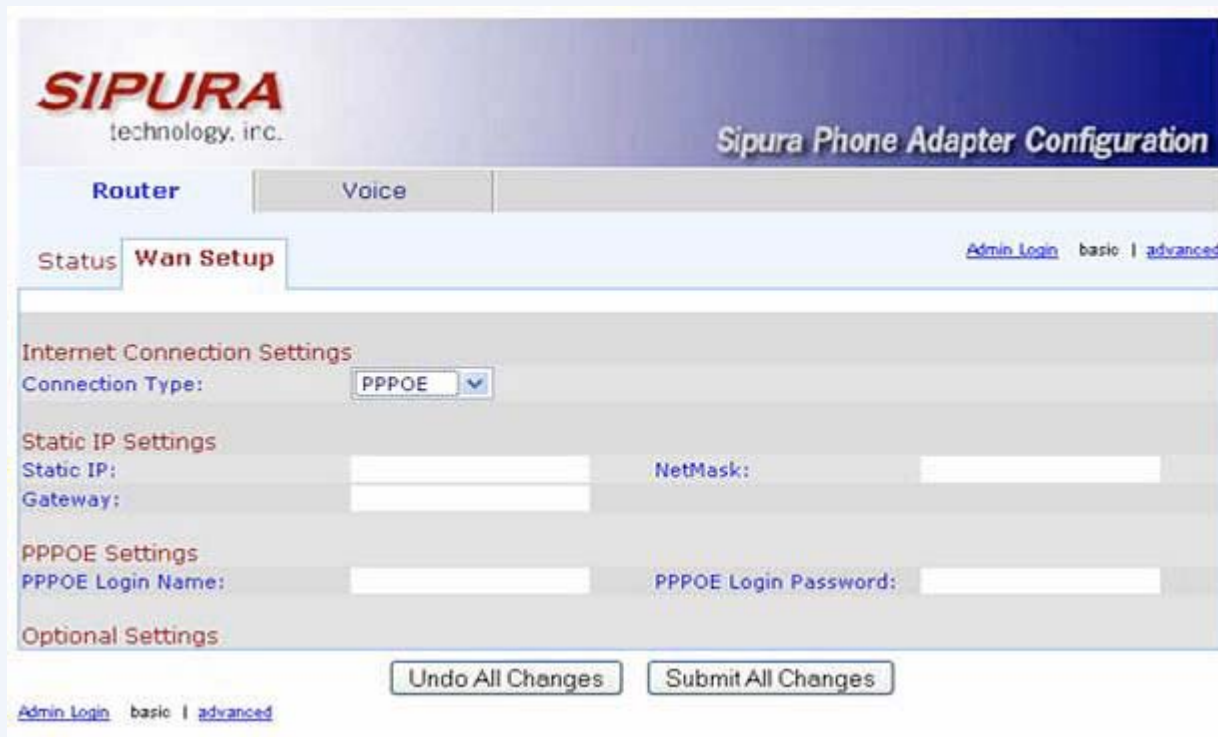 SIPURA
technology, inc.
Sipura Phone Adapter Configuration
Router Voice
Status Wan Setup Admin Login basic | advanced
Internet Connection Settings
Connection Type: PPPOE
Static IP Settings
Static IP: NetMask:
Gateway:
PPPOE Settings
PPPOE Login Name: PPPOE Login Password:
Optional Settings
Undo All Changes Submit All Changes
Admin Login basic | advanced